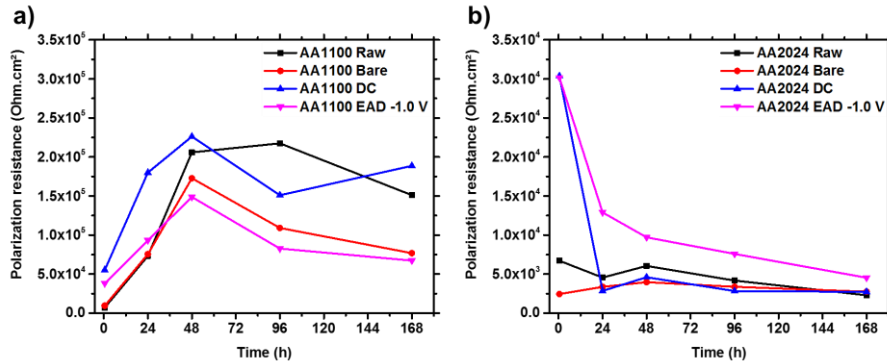 a)
3.5x10⁵
3.0x10⁵
2.5x10⁵
2.0x10⁵
1.5x10⁵
1.0x10⁵
5.0x10⁴
0.0
Polarization resistance (Ohm.cm²)
AA1100 Raw
AA1100 Bare
AA1100 DC
AA1100 EAD -1.0 V
0 24 48 72 96 120 144 168
Time (h)
b)
3.5x10⁴
3.0x10⁴
2.5x10⁴
2.0x10⁴
1.5x10⁴
1.0x10⁴
5.0x10³
0.0
Polarization resistance (Ohm.cm²)
AA2024 Raw
AA2024 Bare
AA2024 DC
AA2024 EAD -1.0 V
0 24 48 72 96 120 144 168
Time (h)